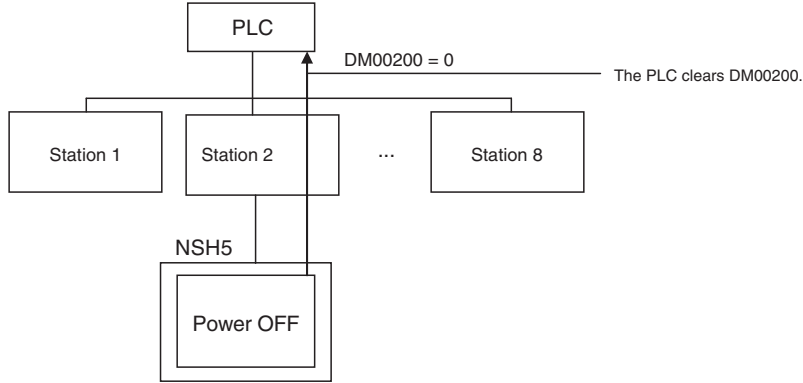 PLC
DM00200 = 0
The PLC clears DM00200.
Station 1
Station 2
...
Station 8
NSH5
Power OFF